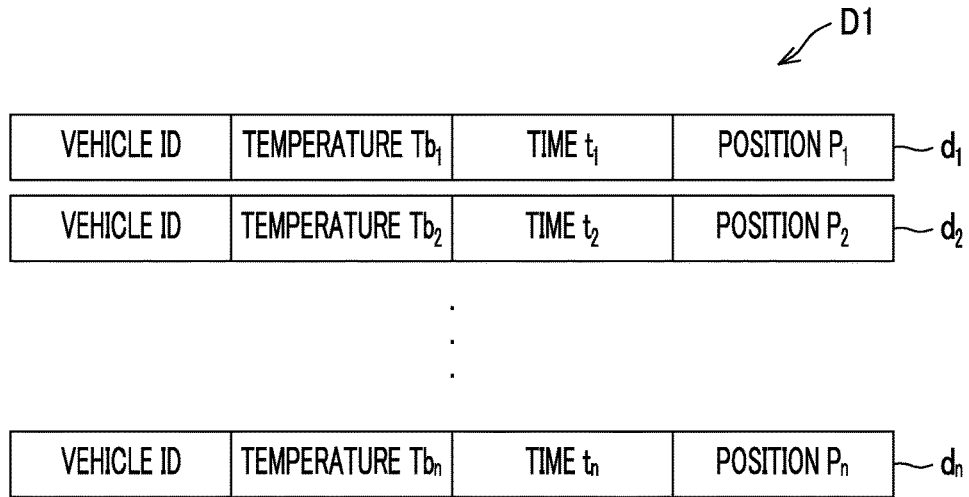 D1
VEHICLE ID TEMPERATURE Tb₁ TIME t₁ POSITION P₁ d₁
VEHICLE ID TEMPERATURE Tb₂ TIME t₂ POSITION P₂ d₂
.
.
.
VEHICLE ID TEMPERATURE Tbₙ TIME tₙ POSITION Pₙ dₙ